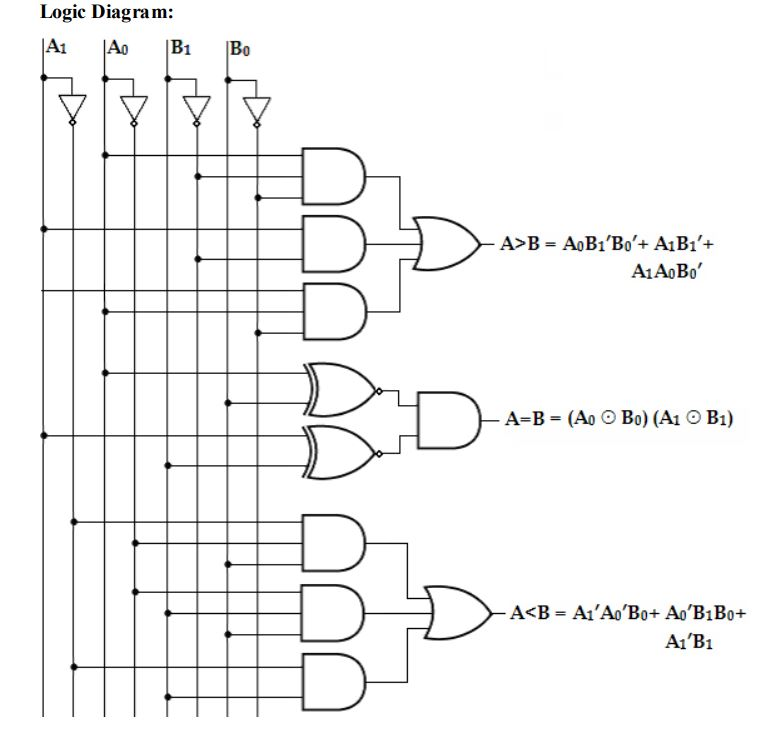 Logic Diagram:
A1 A0 B1 B0
A>B = A0B1′B0′+ A1B1′+
A1A0B0′
A=B = (A0 ⊙ B0) (A1 ⊙ B1)
A<B = A1′A0′B0+ A0′B1B0+
A1′B1